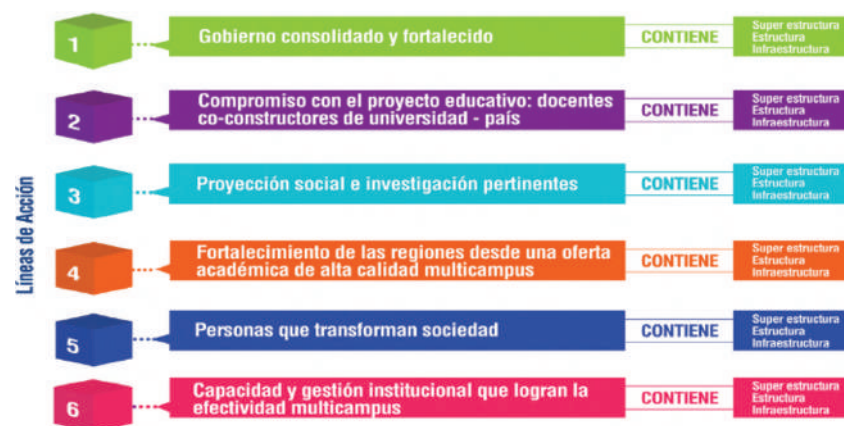 Líneas de Acción
1
Gobierno consolidado y fortalecido
CONTIENE
Super estructura
Estructura
Infraestructura
2
Compromiso con el proyecto educativo: docentes
co-constructores de universidad - país
CONTIENE
Super estructura
Estructura
Infraestructura
3
Proyección social e investigación pertinentes
CONTIENE
Super estructura
Estructura
Infraestructura
4
Fortalecimiento de las regiones desde una oferta
académica de alta calidad multicampus
CONTIENE
Super estructura
Estructura
Infraestructura
5
Personas que transforman sociedad
CONTIENE
Super estructura
Estructura
Infraestructura
6
Capacidad y gestión institucional que logran la
efectividad multicampus
CONTIENE
Super estructura
Estructura
Infraestructura